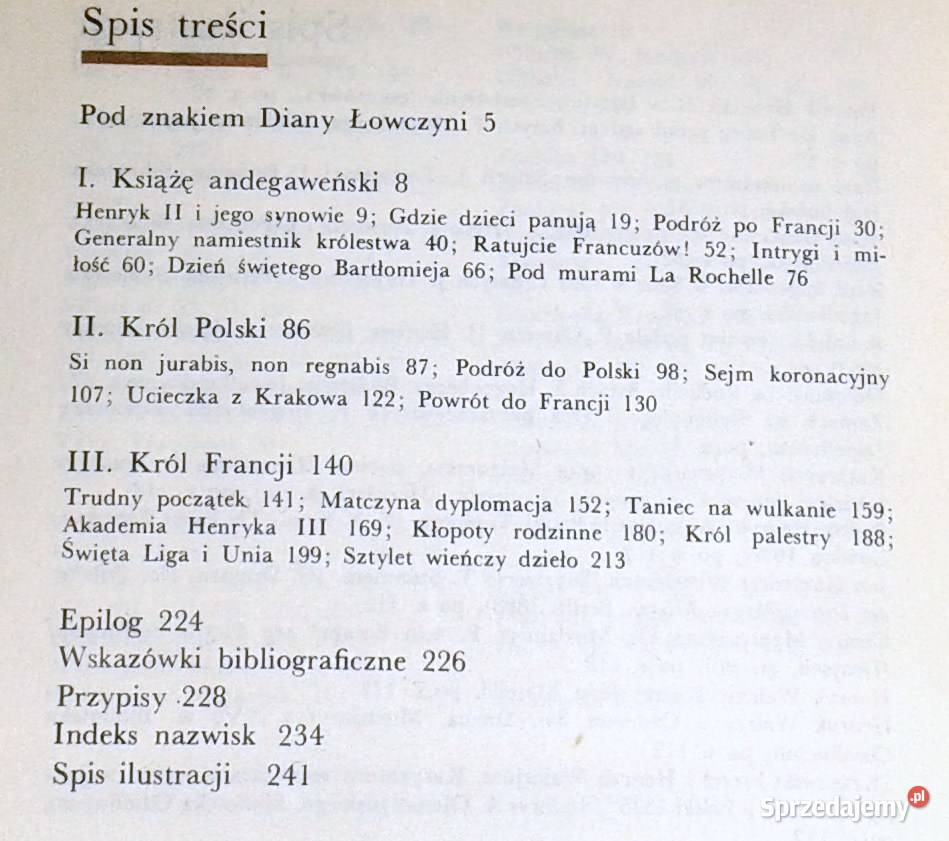 Spis treści
Pod znakiem Diany Łowczyni 5
I. Książę andegaweński 8
Henryk II i jego synowie 9; Gdzie dzieci panują 19; Podróż po Francji 30;
Generalny namiestnik królestwa 40; Ratujcie Francuzów! 52; Intrygi i mi-
łość 60; Dzień świętego Bartłomieja 66; Pod murami La Rochelle 76
II. Król Polski 86
Si non jurabis, non regnabis 87; Podróż do Polski 98; Sejm koronacyjny
107; Ucieczka z Krakowa 122; Powrót do Francji 130
III. Król Francji 140
Trudny początek 141; Matczyna dyplomacja 152; Taniec na wulkanie 159;
Akademia Henryka III 169; Kłopoty rodzinne 180; Król palestry 188;
Święta Liga i Unia 199; Sztylet wieńczy dzieło 213
Epilog 224
Wskazówki bibliograficzne 226
Przypisy 228
Indeks nazwisk 234
Spis ilustracji 241
Sprzedajemy.pl